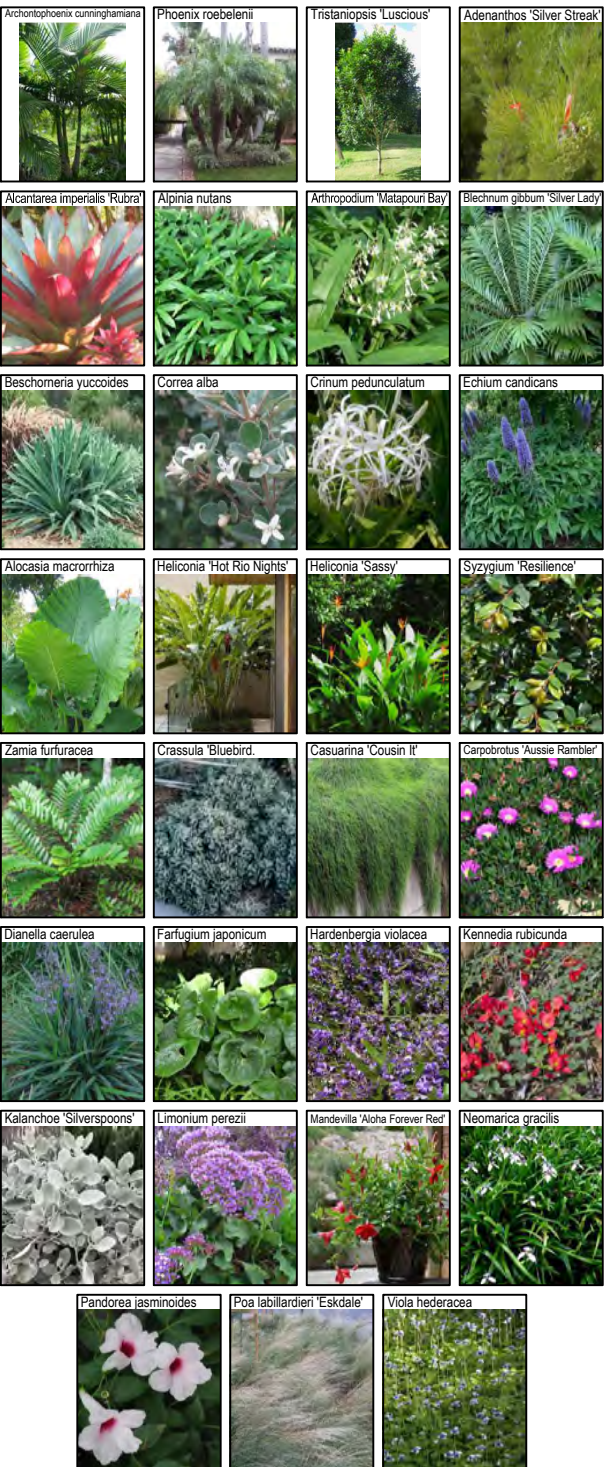 Archontophoenix cunninghamiana
Phoenix roebelenii
Tristaniopsis 'Luscious'
Adenanthos 'Silver Streak'
Alcantarea imperialis 'Rubra'
Alpinia nutans
Arthropodium 'Matapouri Bay'
Blechnum gibbum 'Silver Lady'
Beschorneria yuccoides
Correa alba
Crinum pedunculatum
Echium candicans
Alocasia macrorrhiza
Heliconia 'Hot Rio Nights'
Heliconia 'Sassy'
Syzygium 'Resilience'
Zamia furfuracea
Crassula 'Bluebird.
Casuarina 'Cousin It'
Carpobrotus 'Aussie Rambler'
Dianella caerulea
Farfugium japonicum
Hardenbergia violacea
Kennedia rubicunda
Kalanchoe 'Silverspoons'
Limonium perezii
Mandevilla 'Aloha Forever Red'
Neomarica gracilis
Pandorea jasminoides
Poa labillardieri 'Eskdale'
Viola hederacea